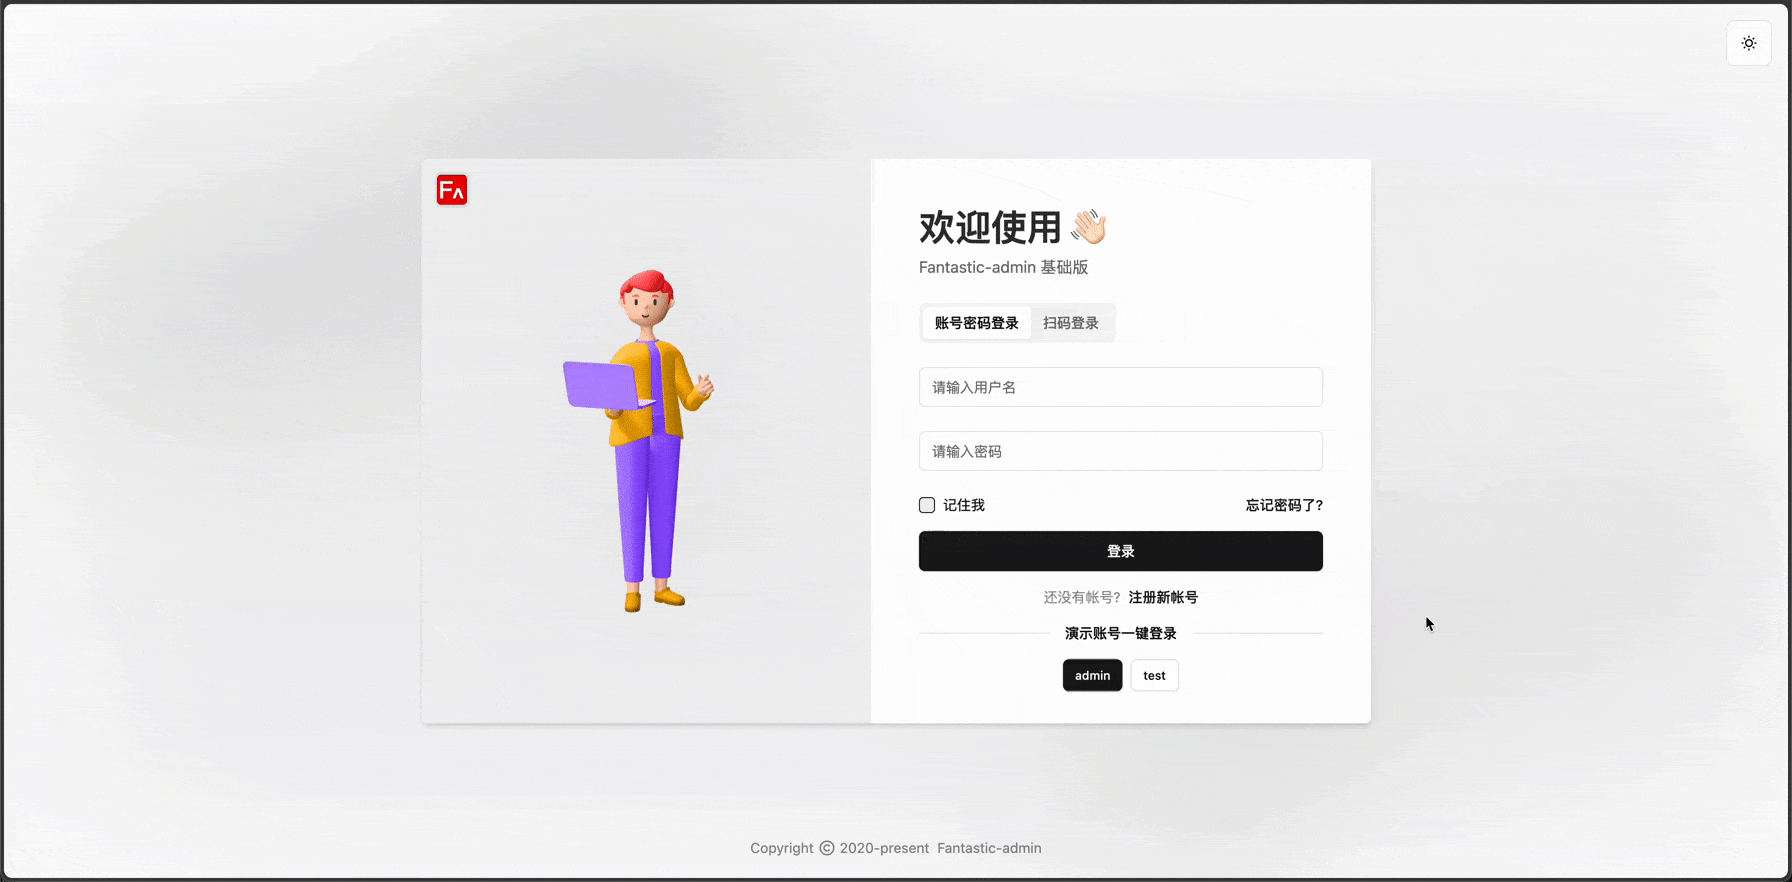 FA
欢迎使用 👋🏻
Fantastic-admin 基础版
账号密码登录 扫码登录
请输入用户名
请输入密码
记住我 忘记密码了?
登录
还没有帐号? 注册新帐号
演示账号一键登录
admin test
Copyright © 2020-present Fantastic-admin